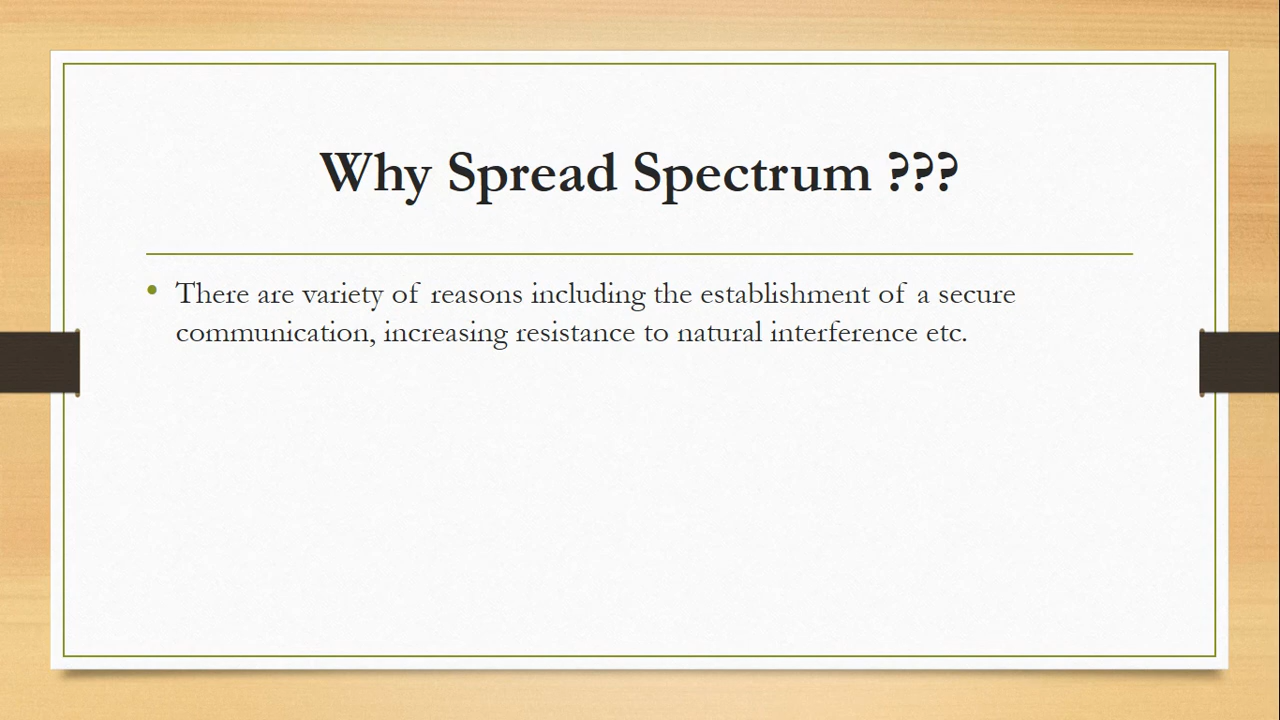 Why Spread Spectrum ???
• There are variety of reasons including the establishment of a secure
communication, increasing resistance to natural interference etc.